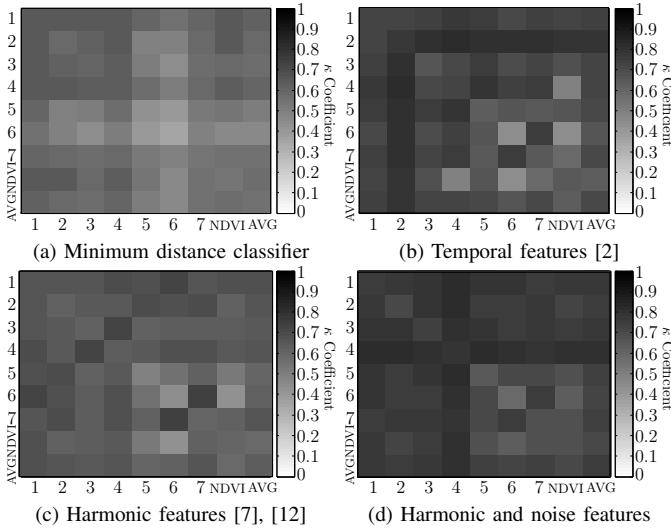 1 2 3 4 5 6 7 NDVI AVG
1 2 3 4 5 6 7 NDVI AVG
1 0.9 0.8 0.7 0.6 0.5 0.4 0.3 0.2 0.1 0
κ Coefficient
(a) Minimum distance classifier
1 2 3 4 5 6 7 NDVI AVG
1 2 3 4 5 6 7 NDVI AVG
1 0.9 0.8 0.7 0.6 0.5 0.4 0.3 0.2 0.1 0
κ Coefficient
(b) Temporal features [2]
1 2 3 4 5 6 7 NDVI AVG
1 2 3 4 5 6 7 NDVI AVG
1 0.9 0.8 0.7 0.6 0.5 0.4 0.3 0.2 0.1 0
κ Coefficient
(c) Harmonic features [7], [12]
1 2 3 4 5 6 7 NDVI AVG
1 2 3 4 5 6 7 NDVI AVG
1 0.9 0.8 0.7 0.6 0.5 0.4 0.3 0.2 0.1 0
κ Coefficient
(d) Harmonic and noise features